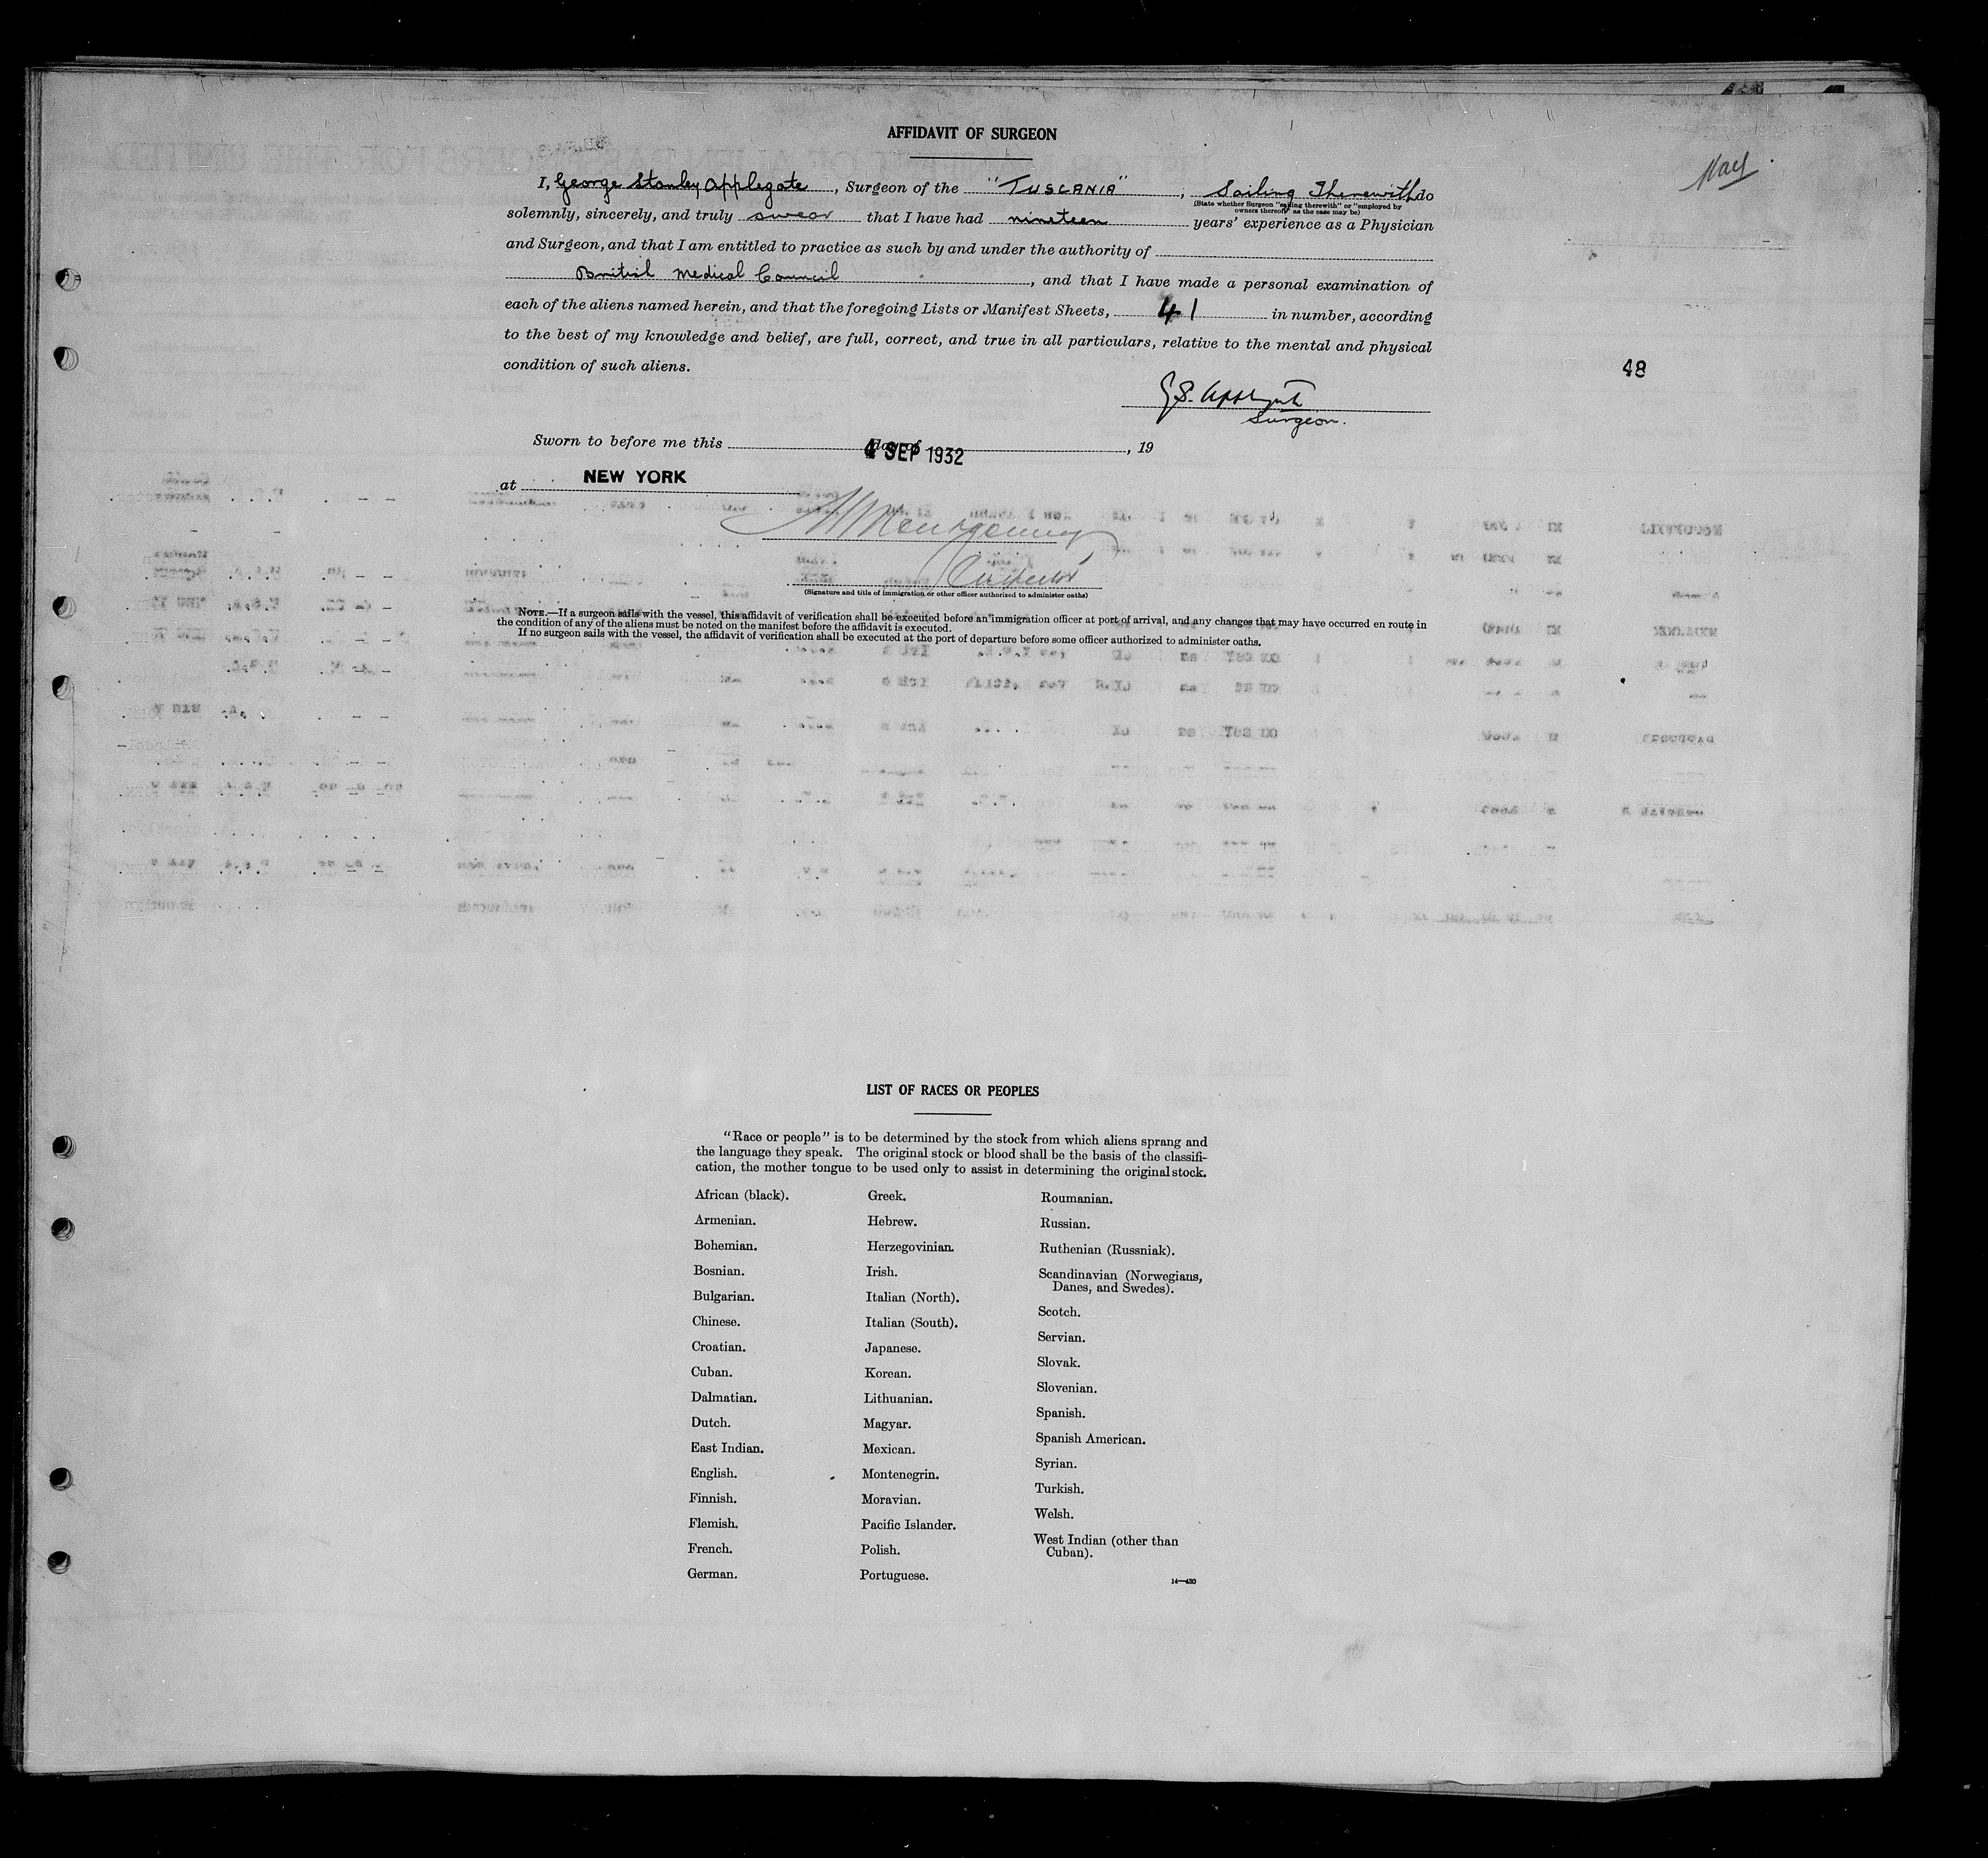 AFFIDAVIT OF SURGEON
I, George Stanley Applegate, Surgeon of the "TUSCANIA", Sailing Therewith do
(State whether Surgeon "sailing therewith" or "employed by
owners thereof" as the case may be)
solemnly, sincerely, and truly swear that I have had nineteen years' experience as a Physician
and Surgeon, and that I am entitled to practice as such by and under the authority of
British Medical Council, and that I have made a personal examination of
each of the aliens named herein, and that the foregoing Lists or Manifest Sheets, 41 in number, according
to the best of my knowledge and belief, are full, correct, and true in all particulars, relative to the mental and physical
condition of such aliens.
48
G.S. Applegate
Surgeon.
Sworn to before me this 4 SEP 1932 day of , 19
at NEW YORK
Montgomery
Inspector
(Signature and title of immigration or other officer authorized to administer oaths)
NOTE.—If a surgeon sails with the vessel, this affidavit of verification shall be executed before an immigration officer at port of arrival, and any changes that may have occurred en route in
the condition of any of the aliens must be noted on the manifest before the affidavit is executed.
If no surgeon sails with the vessel, the affidavit of verification shall be executed at the port of departure before some officer authorized to administer oaths.
LIST OF RACES OR PEOPLES
"Race or people" is to be determined by the stock from which aliens sprang and
the language they speak. The original stock or blood shall be the basis of the classifi-
cation, the mother tongue to be used only to assist in determining the original stock.
African (black).
Armenian.
Bohemian.
Bosnian.
Bulgarian.
Chinese.
Croatian.
Cuban.
Dalmatian.
Dutch.
East Indian.
English.
Finnish.
Flemish.
French.
German.
Greek.
Hebrew.
Herzegovinian.
Irish.
Italian (North).
Italian (South).
Japanese.
Korean.
Lithuanian.
Magyar.
Mexican.
Montenegrin.
Moravian.
Pacific Islander.
Polish.
Portuguese.
Roumanian.
Russian.
Ruthenian (Russniak).
Scandinavian (Norwegians,
Danes, and Swedes).
Scotch.
Servian.
Slovak.
Slovenian.
Spanish.
Spanish American.
Syrian.
Turkish.
Welsh.
West Indian (other than
Cuban).
14—430